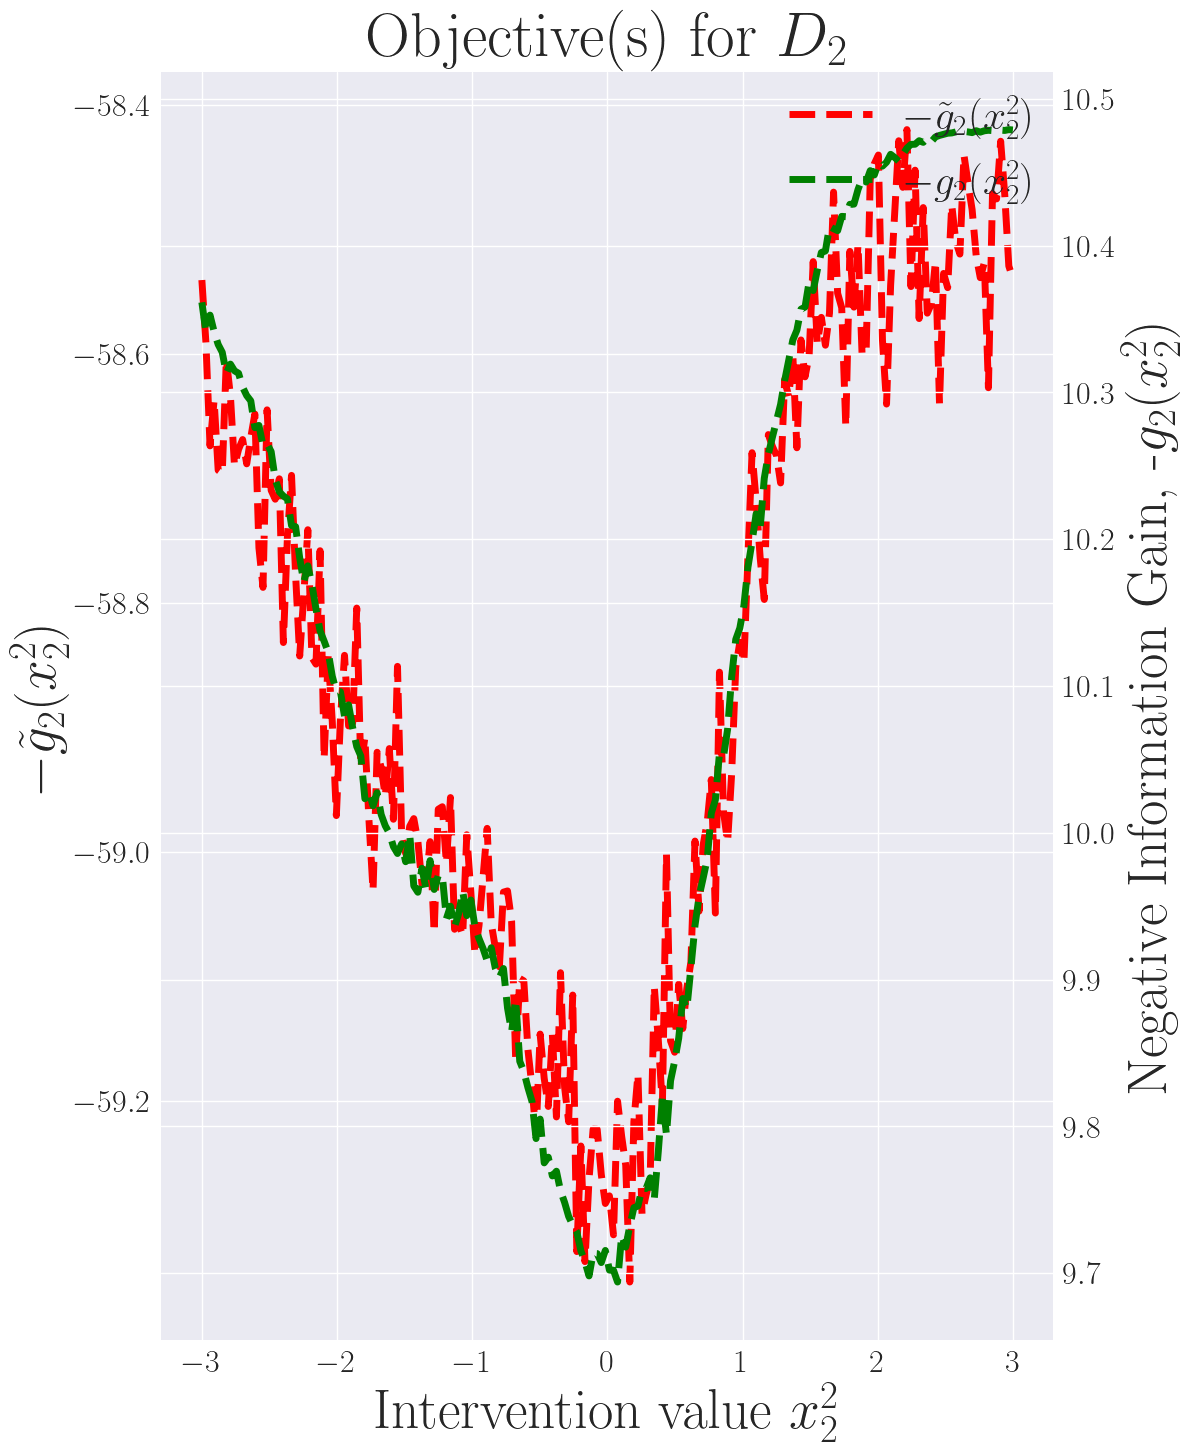 Objective(s) for $D_2$
$-\tilde{g}_2(x_2^2)$
$-g_2(x_2^2)$
−58.4
−58.6
−58.8
−59.0
−59.2
$-\tilde{g}_2(x_2^2)$
10.5
10.4
10.3
10.2
10.1
10.0
9.9
9.8
9.7
Negative Information Gain, -$g_2(x_2^2)$
−3 −2 −1 0 1 2 3
Intervention value $x_2^2$